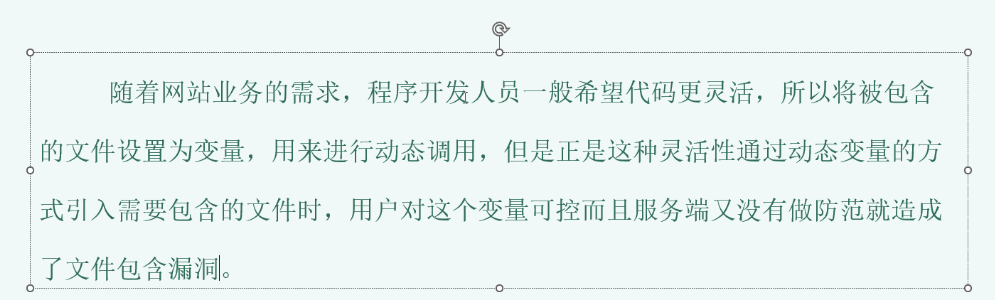 随着网站业务的需求，程序开发人员一般希望代码更灵活，所以将被包含
的文件设置为变量，用来进行动态调用，但是正是这种灵活性通过动态变量的方
式引入需要包含的文件时，用户对这个变量可控而且服务端又没有做防范就造成
了文件包含漏洞。